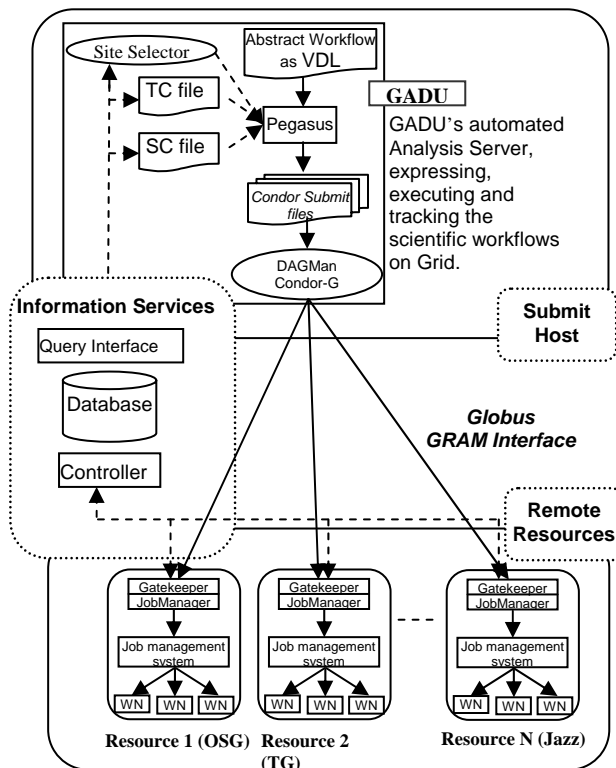 Abstract Workflow
as VDL
Site Selector
TC file
SC file
Pegasus
Condor Submit
files
DAGMan
Condor-G
GADU
GADU's automated
Analysis Server,
expressing,
executing and
tracking the
scientific workflows
on Grid.
Information Services
Query Interface
Database
Controller
Submit
Host
Globus
GRAM Interface
Remote
Resources
Gatekeeper
JobManager
Job management
system
WN
WN
WN
Resource 1 (OSG)
Gatekeeper
JobManager
Job management
system
WN
WN
WN
Resource 2
(TG)
Gatekeeper
JobManager
Job management
system
WN
WN
WN
Resource N (Jazz)